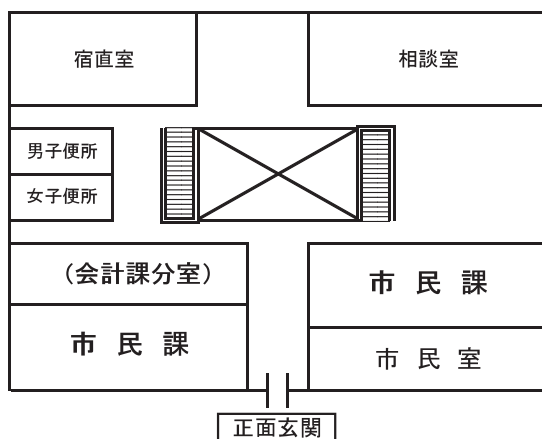 宿直室
相談室
男子便所
女子便所
（会計課分室）
市民課
市民課
市民室
正面玄関